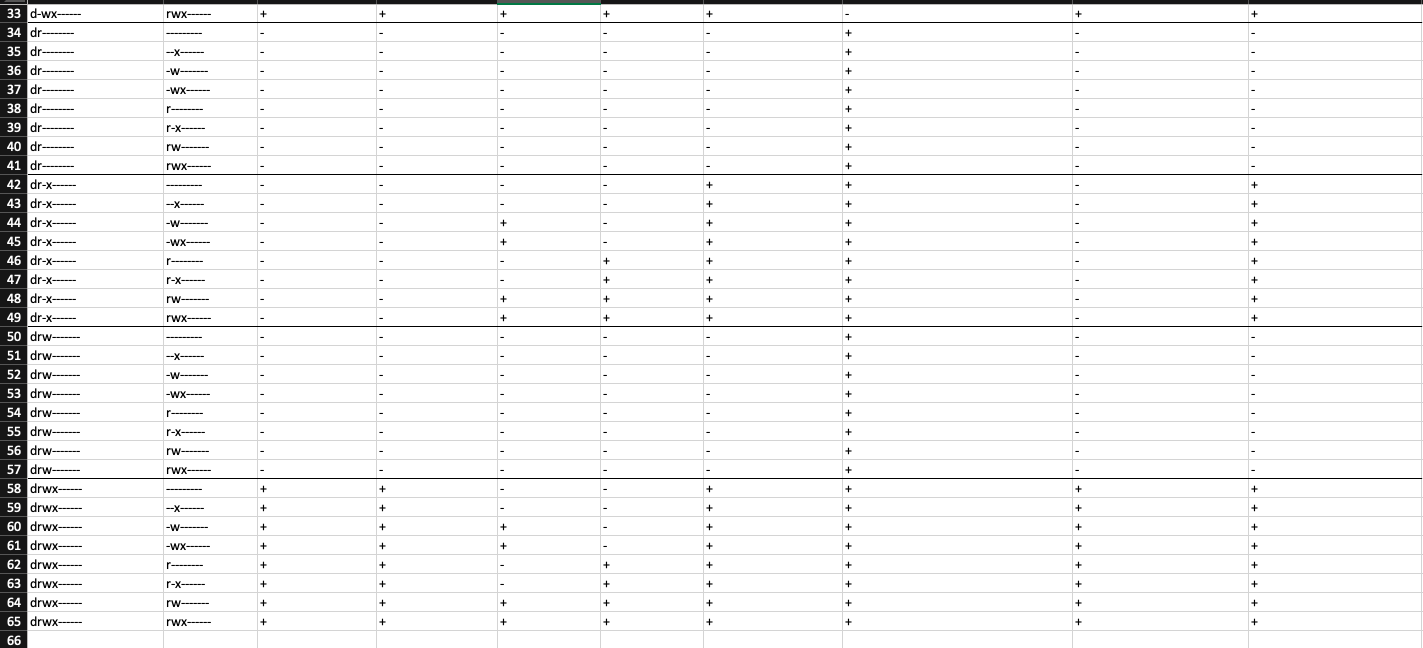 33 d-wx------ rwx------ + + + + + - + +
34 dr-------- --------- - - - - - + - -
35 dr-------- --x------ - - - - - + - -
36 dr-------- -w------- - - - - - + - -
37 dr-------- -wx------ - - - - - + - -
38 dr-------- r-------- - - - - - + - -
39 dr-------- r-x------ - - - - - + - -
40 dr-------- rw------- - - - - - + - -
41 dr-------- rwx------ - - - - - + - -
42 dr-x------ --------- - - - - + + - +
43 dr-x------ --x------ - - - - + + - +
44 dr-x------ -w------- - - + - + + - +
45 dr-x------ -wx------ - - + - + + - +
46 dr-x------ r-------- - - - + + + - +
47 dr-x------ r-x------ - - - + + + - +
48 dr-x------ rw------- - - + + + + - +
49 dr-x------ rwx------ - - + + + + - +
50 drw------- --------- - - - - - + - -
51 drw------- --x------ - - - - - + - -
52 drw------- -w------- - - - - - + - -
53 drw------- -wx------ - - - - - + - -
54 drw------- r-------- - - - - - + - -
55 drw------- r-x------ - - - - - + - -
56 drw------- rw------- - - - - - + - -
57 drw------- rwx------ - - - - - + - -
58 drwx------ --------- + + - - + + + +
59 drwx------ --x------ + + - - + + + +
60 drwx------ -w------- + + + - + + + +
61 drwx------ -wx------ + + + - + + + +
62 drwx------ r-------- + + - + + + + +
63 drwx------ r-x------ + + - + + + + +
64 drwx------ rw------- + + + + + + + +
65 drwx------ rwx------ + + + + + + + +
66